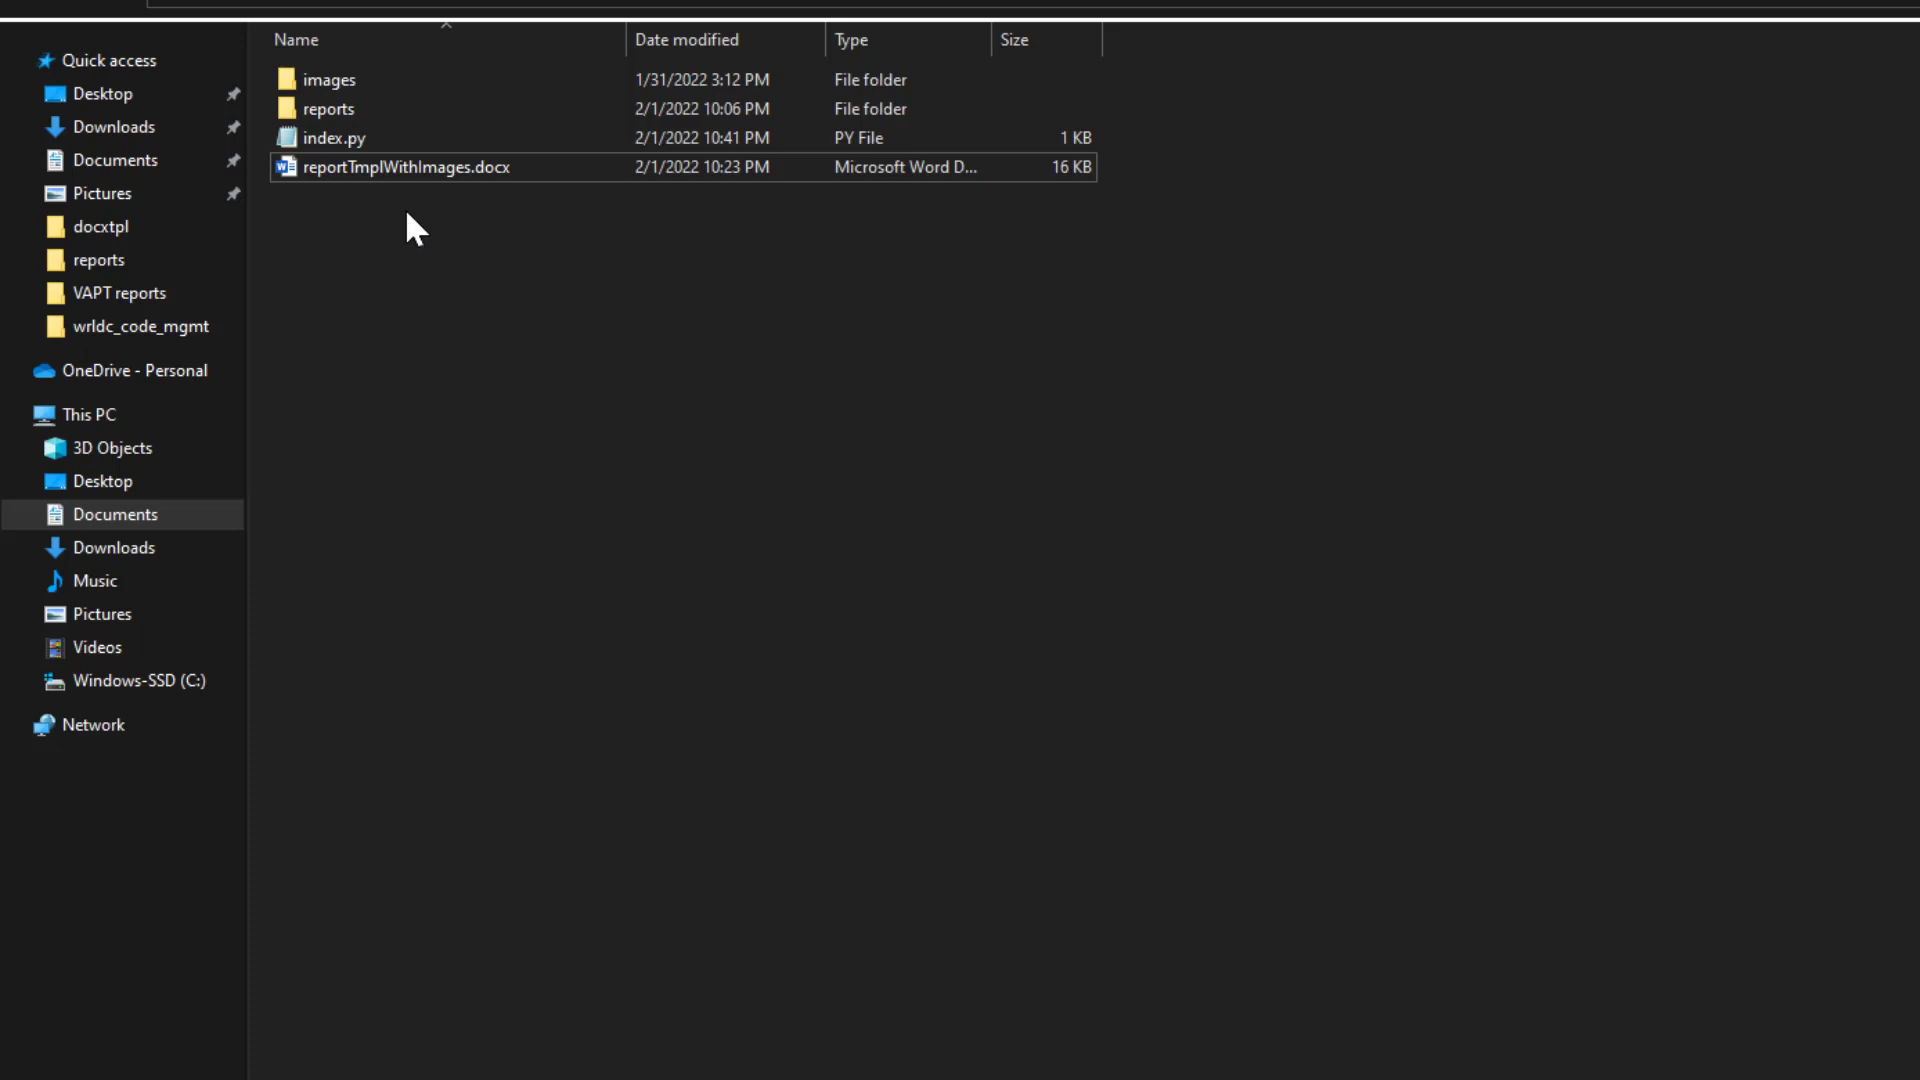 Name Date modified Type Size
Quick access
Desktop
Downloads
Documents
Pictures
docxtpl
reports
VAPT reports
wrldc_code_mgmt
OneDrive - Personal
This PC
3D Objects
Desktop
Documents
Downloads
Music
Pictures
Videos
Windows-SSD (C:)
Network
images 1/31/2022 3:12 PM File folder
reports 2/1/2022 10:06 PM File folder
index.py 2/1/2022 10:41 PM PY File 1 KB
reportTmplWithImages.docx 2/1/2022 10:23 PM Microsoft Word D... 16 KB